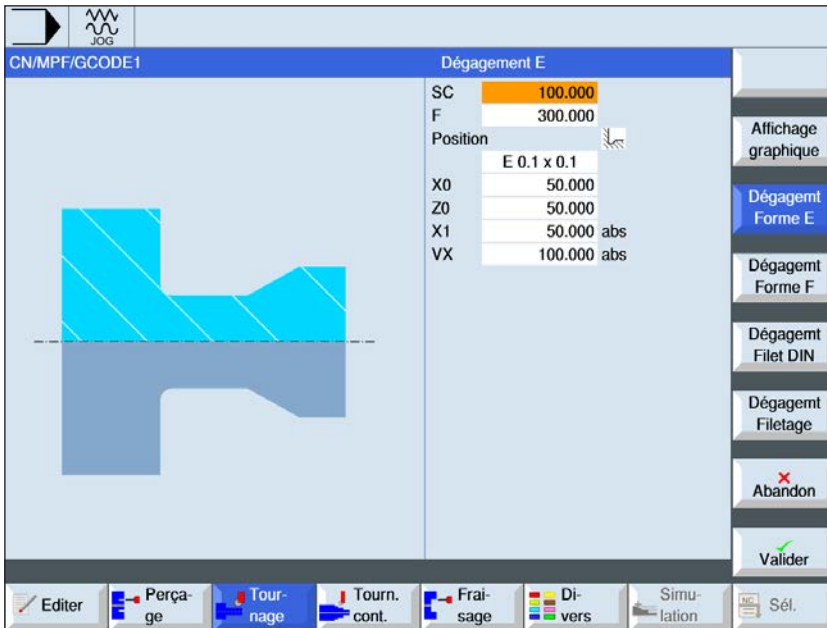 JOG
CN/MPF/GCODE1
Dégagement E
SC 100.000
F 300.000
Position
E 0.1 x 0.1
X0 50.000
Z0 50.000
X1 50.000 abs
VX 100.000 abs
Affichage
graphique
Dégagemt
Forme E
Dégagemt
Forme F
Dégagemt
Filet DIN
Dégagemt
Filetage
Abandon
Valider
Editer
Perça-
ge
Tour-
nage
Tourn.
cont.
Frai-
sage
Di-
vers
Simu-
lation
NC
Sél.